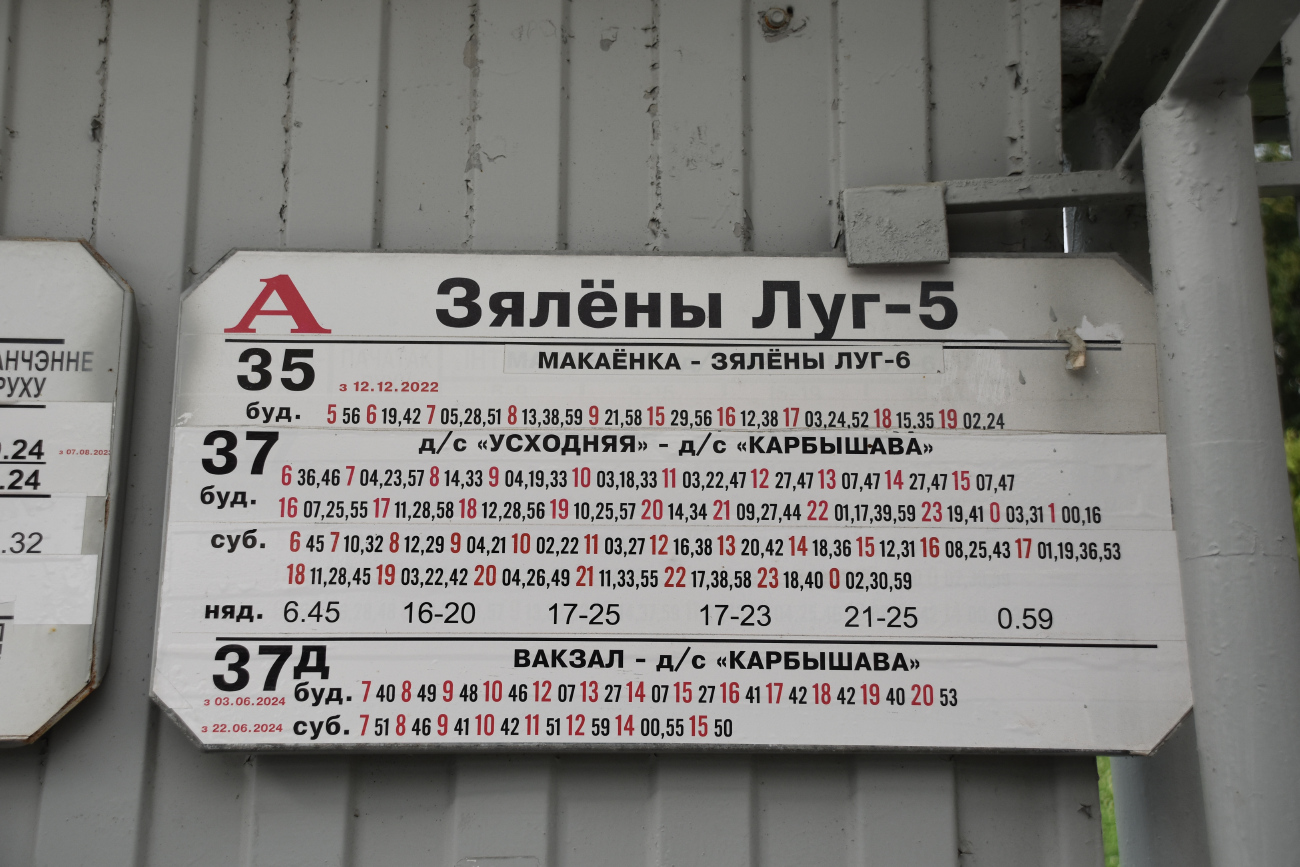 АНЧЭННЕ
РУХУ
.24
з 07.08.202
.24
.32
А Зялёны Луг-5
35 МАКАЁНКА - ЗЯЛЁНЫ ЛУГ-6
з 12.12.2022
буд. 5 56 6 19,42 7 05,28,51 8 13,38,59 9 21,58 15 29,56 16 12,38 17 03,24,52 18 15,35 19 02,24
37 д/с «УСХОДНЯЯ» - д/с «КАРБЫШАВА»
6 36,46 7 04,23,57 8 14,33 9 04,19,33 10 03,18,33 11 03,22,47 12 27,47 13 07,47 14 27,47 15 07,47
буд. 16 07,25,55 17 11,28,58 18 12,28,56 19 10,25,57 20 14,34 21 09,27,44 22 01,17,39,59 23 19,41 0 03,31 1 00,16
суб. 6 45 7 10,32 8 12,29 9 04,21 10 02,22 11 03,27 12 16,38 13 20,42 14 18,36 15 12,31 16 08,25,43 17 01,19,36,53
18 11,28,45 19 03,22,42 20 04,26,49 21 11,33,55 22 17,38,58 23 18,40 0 02,30,59
няд. 6.45 16-20 17-25 17-23 21-25 0.59
37Д ВАКЗАЛ - д/с «КАРБЫШАВА»
з 03.06.2024 буд. 7 40 8 49 9 48 10 46 12 07 13 27 14 07 15 27 16 41 17 42 18 42 19 40 20 53
з 22.06.2024 суб. 7 51 8 46 9 41 10 42 11 51 12 59 14 00,55 15 50